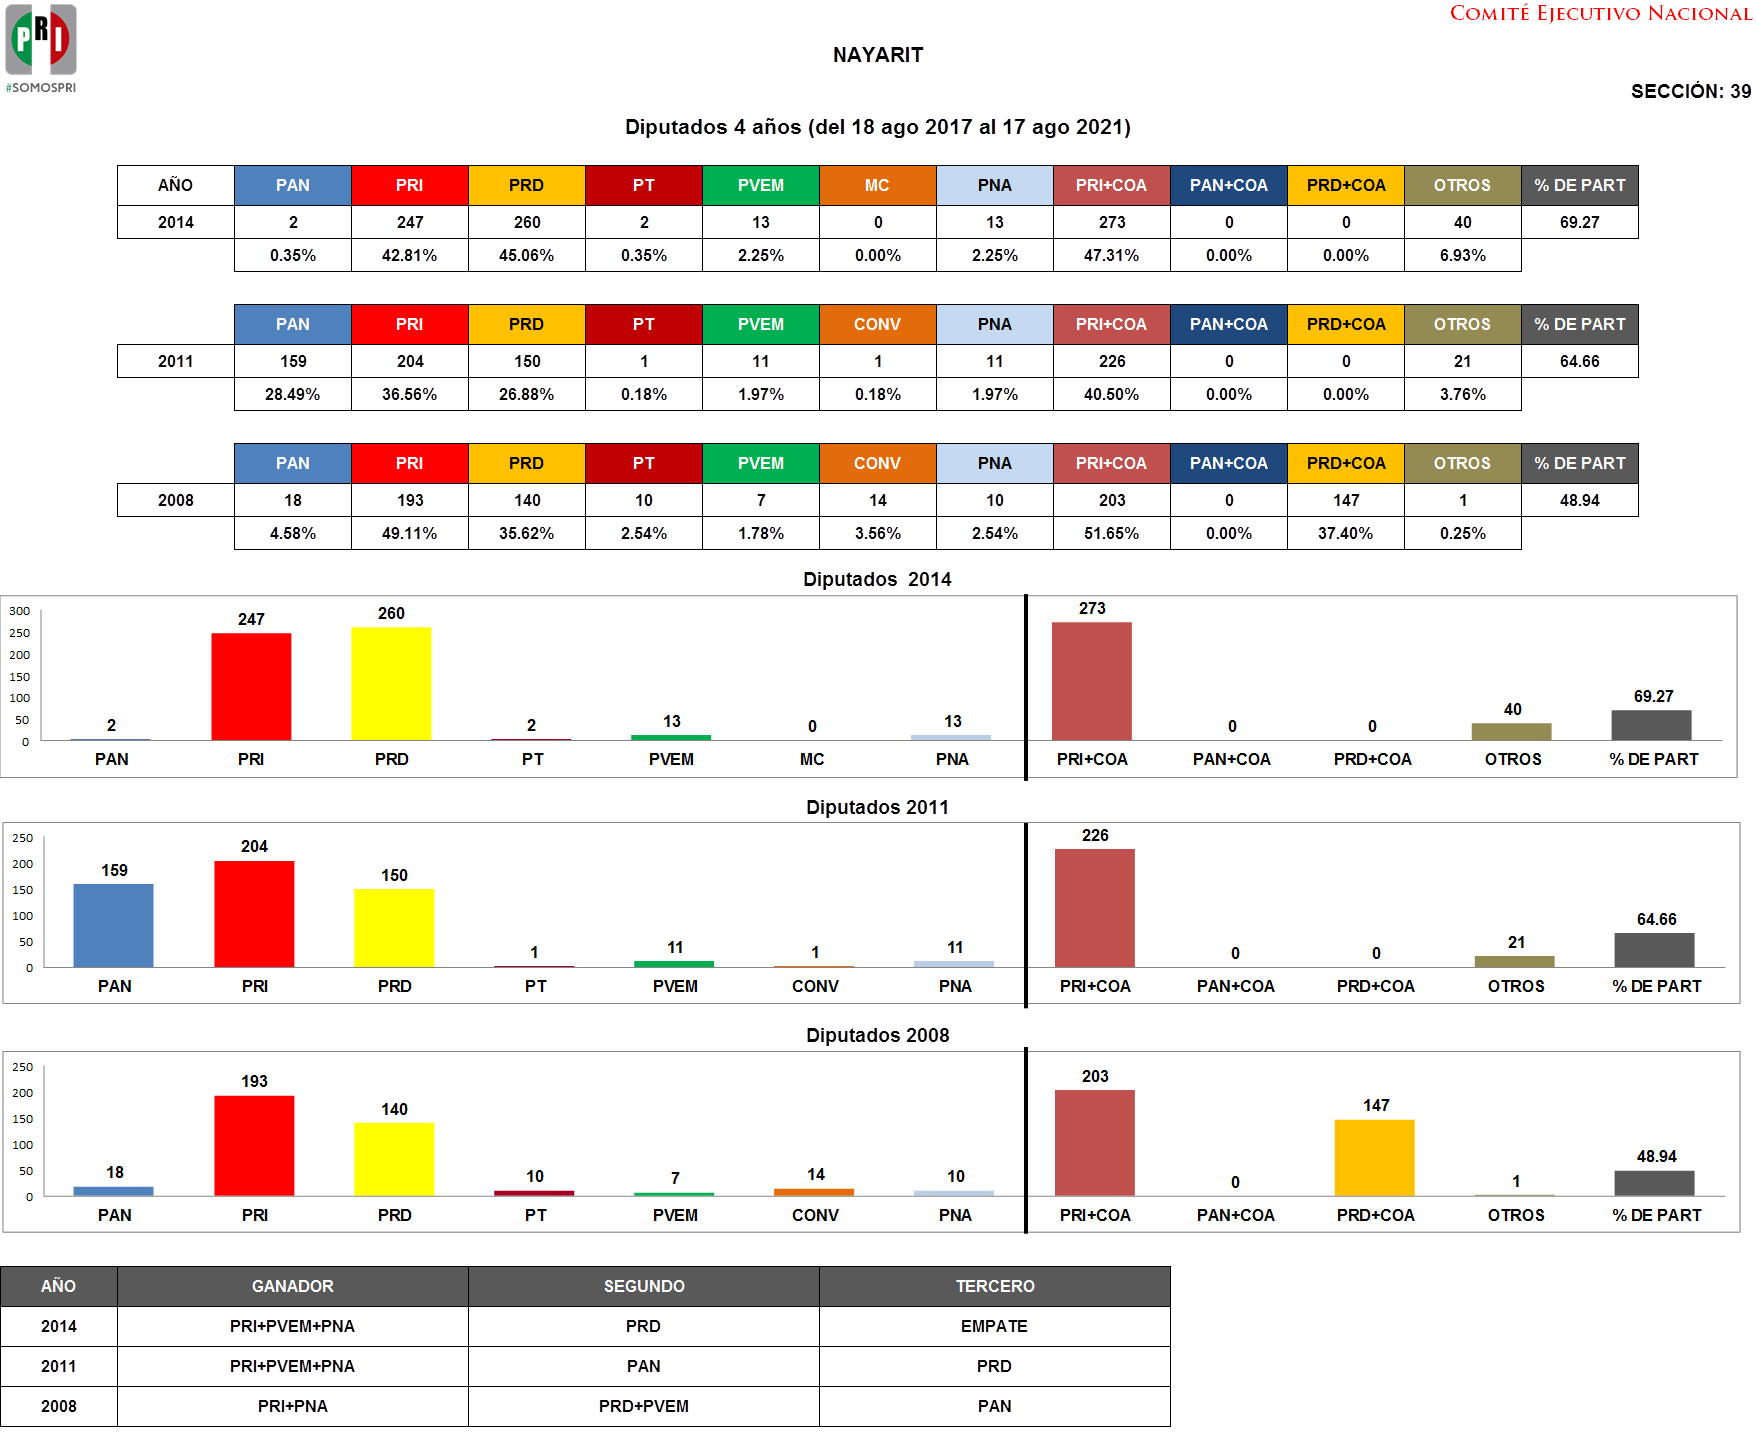 PRI
#SOMOSPRI
COMITÉ EJECUTIVO NACIONAL
NAYARIT
SECCIÓN: 39
Diputados 4 años (del 18 ago 2017 al 17 ago 2021)
AÑO PAN PRI PRD PT PVEM MC PNA PRI+COA PAN+COA PRD+COA OTROS % DE PART
2014 2 247 260 2 13 0 13 273 0 0 40 69.27
0.35% 42.81% 45.06% 0.35% 2.25% 0.00% 2.25% 47.31% 0.00% 0.00% 6.93%
PAN PRI PRD PT PVEM CONV PNA PRI+COA PAN+COA PRD+COA OTROS % DE PART
2011 159 204 150 1 11 1 11 226 0 0 21 64.66
28.49% 36.56% 26.88% 0.18% 1.97% 0.18% 1.97% 40.50% 0.00% 0.00% 3.76%
PAN PRI PRD PT PVEM CONV PNA PRI+COA PAN+COA PRD+COA OTROS % DE PART
2008 18 193 140 10 7 14 10 203 0 147 1 48.94
4.58% 49.11% 35.62% 2.54% 1.78% 3.56% 2.54% 51.65% 0.00% 37.40% 0.25%
Diputados 2014
300
250
200
150
100
50
0
2 247 260 2 13 0 13 273 0 0 40 69.27
PAN PRI PRD PT PVEM MC PNA PRI+COA PAN+COA PRD+COA OTROS % DE PART
Diputados 2011
250
200
150
100
50
0
159 204 150 1 11 1 11 226 0 0 21 64.66
PAN PRI PRD PT PVEM CONV PNA PRI+COA PAN+COA PRD+COA OTROS % DE PART
Diputados 2008
250
200
150
100
50
0
18 193 140 10 7 14 10 203 0 147 1 48.94
PAN PRI PRD PT PVEM CONV PNA PRI+COA PAN+COA PRD+COA OTROS % DE PART
AÑO GANADOR SEGUNDO TERCERO
2014 PRI+PVEM+PNA PRD EMPATE
2011 PRI+PVEM+PNA PAN PRD
2008 PRI+PNA PRD+PVEM PAN